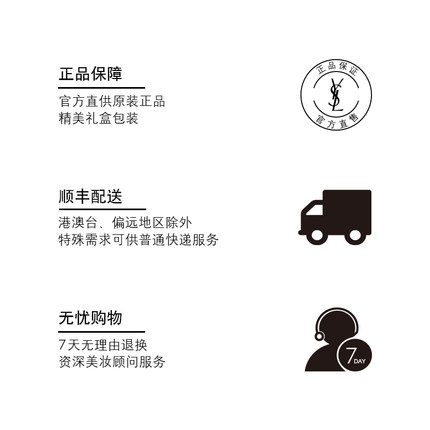 正品保障
官方直供原装正品
精美礼盒包装
正品保证
YSL
官方直售
顺丰配送
港澳台、偏远地区除外
特殊需求可供普通快递服务
无忧购物
7天无理由退换
资深美妆顾问服务
7 DAY